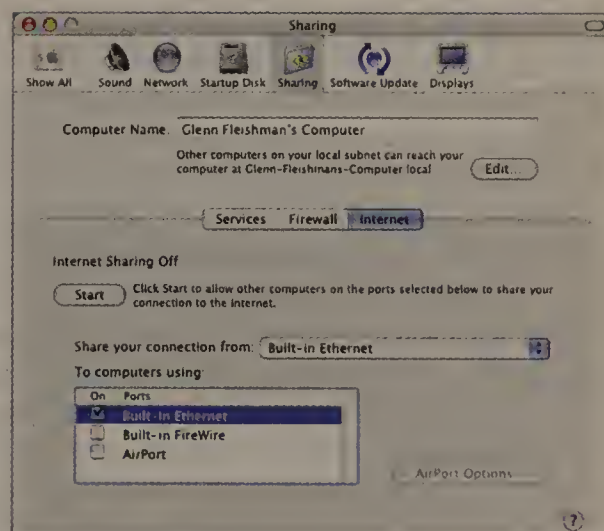 Sharing
Show All Sound Network Startup Disk Sharing Software Update Displays
Computer Name: Glenn Fleishman's Computer
Other computers on your local subnet can reach your
computer at Glenn-Fleishmans-Computer local
Edit...
Services Firewall Internet
Internet Sharing Off
Start
Click Start to allow other computers on the ports selected below to share your
connection to the Internet.
Share your connection from: Built-in Ethernet
To computers using:
On Ports
Built-in Ethernet
Built-in FireWire
AirPort
AirPort Options...
?